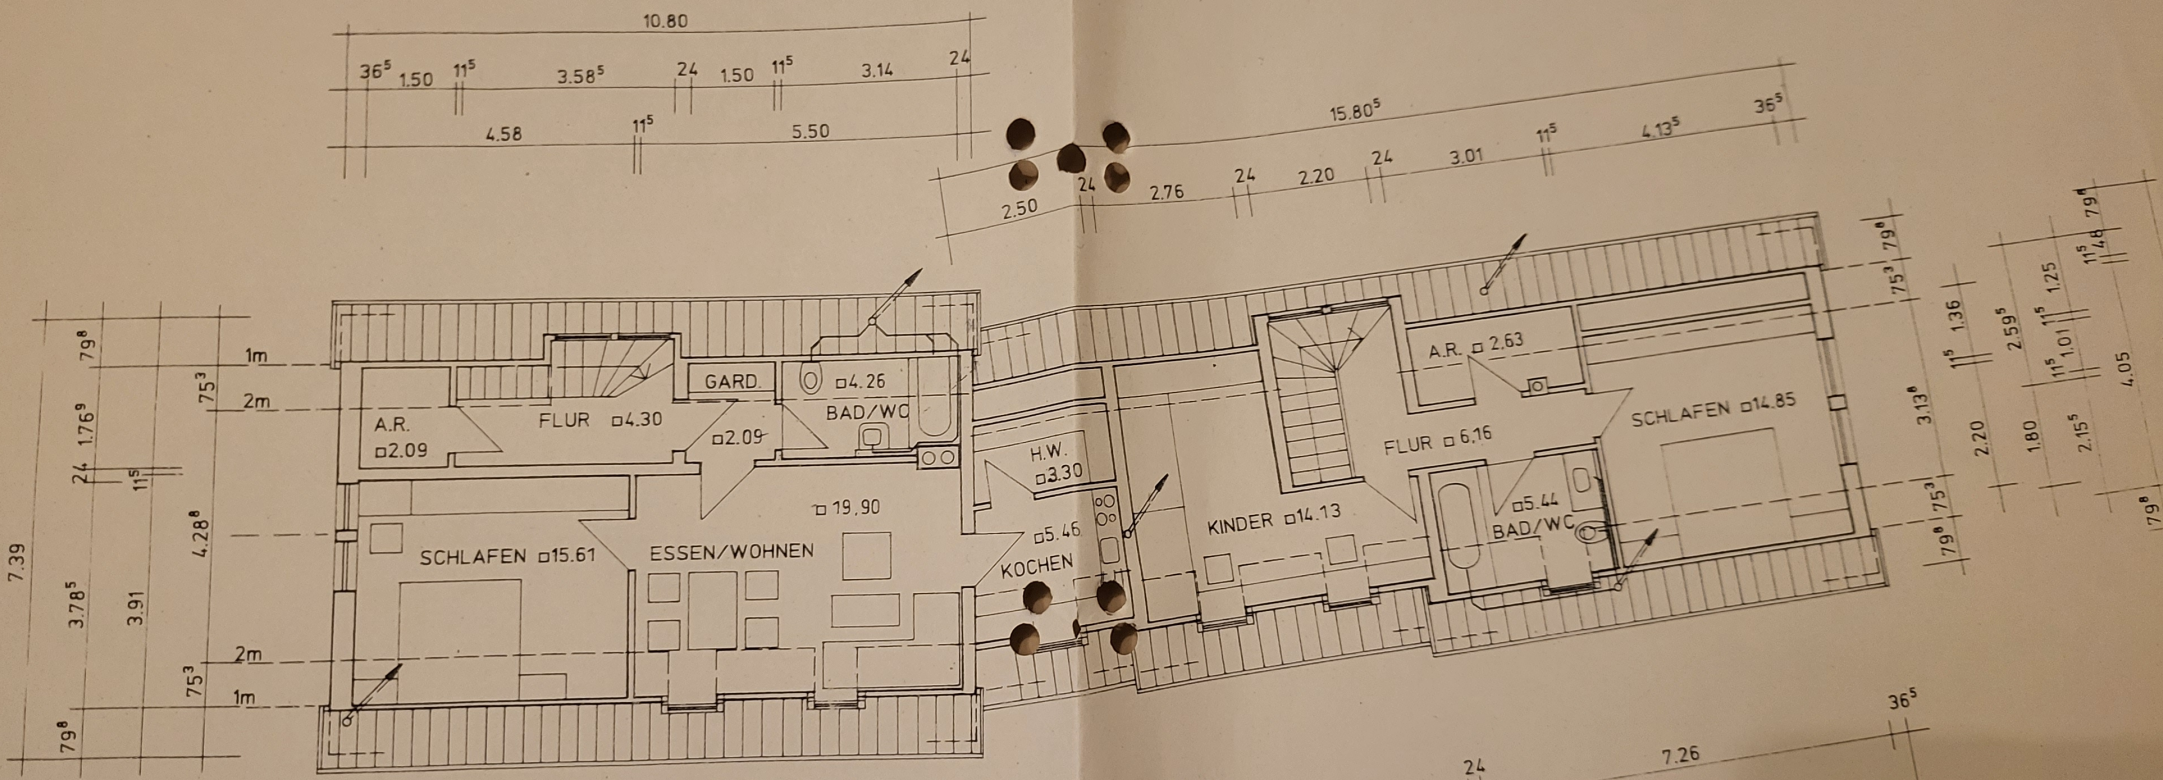 10.80
36⁵ 1.50 11⁵ 3.58⁵ 24 1.50 11⁵ 3.14 24
4.58 11⁵ 5.50
15.80⁵
2.50 24 2.76 24 2.20 24 3.01 11⁵ 4.13⁵ 36⁵
7.39
79⁸ 1.76⁹ 24 3.78⁵ 79⁸
11⁵ 3.91
75³ 4.28⁸ 75³
1m
2m
2m
1m
A.R.
□2.09
FLUR □4.30
GARD.
□2.09
□4.26
BAD/WC
SCHLAFEN □15.61
□19,90
ESSEN/WOHNEN
H.W.
□3.30
□5.46
KOCHEN
KINDER □14.13
A.R. □2,63
FLUR □6,16
□5.44
BAD/WC
SCHLAFEN □14.85
79⁸ 75³ 3.13⁸ 75³ 79⁸
1.36 11⁵ 2.20
2.59⁵ 1.80
1.25 11⁵ 1.01 11⁵ 2.15⁵
79⁸ 48 11⁵
4.05 79⁸
24 7.26 36⁵